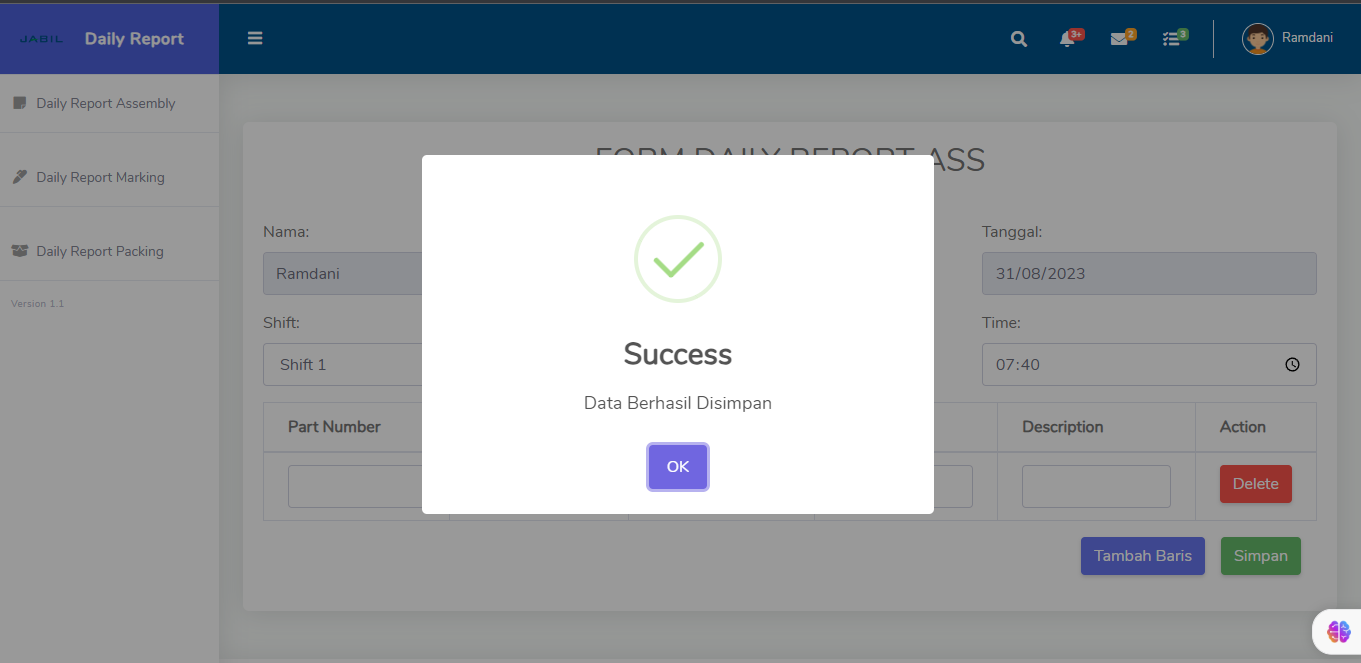 JABIL
Daily Report
3+
2
3
Ramdani
Daily Report Assembly
Daily Report Marking
Daily Report Packing
Version 1.1
FORM DAILY REPORT ASS
Nama:
Tanggal:
Ramdani
31/08/2023
Shift:
Time:
Shift 1
07:40
Part Number
Description
Action
Delete
Tambah Baris
Simpan
Success
Data Berhasil Disimpan
OK